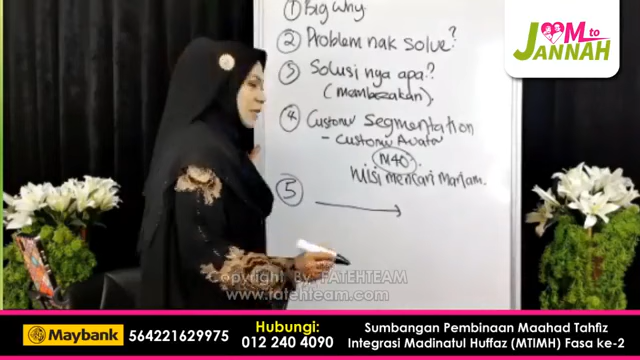 ① Big Why.
② Problem nak solve?
③ Solusi nya apa?
(membezakan).
④ Customer Segmentation
- Customer Avatar
M40.
misi mencari Mariam.
⑤
J♥M to
JANNAH
Copyright By FATEHTEAM
www.fatehteam.com
Maybank 564221629975
Hubungi:
012 240 4090
Sumbangan Pembinaan Maahad Tahfiz
Integrasi Madinatul Huffaz (MTIMH) Fasa ke-2